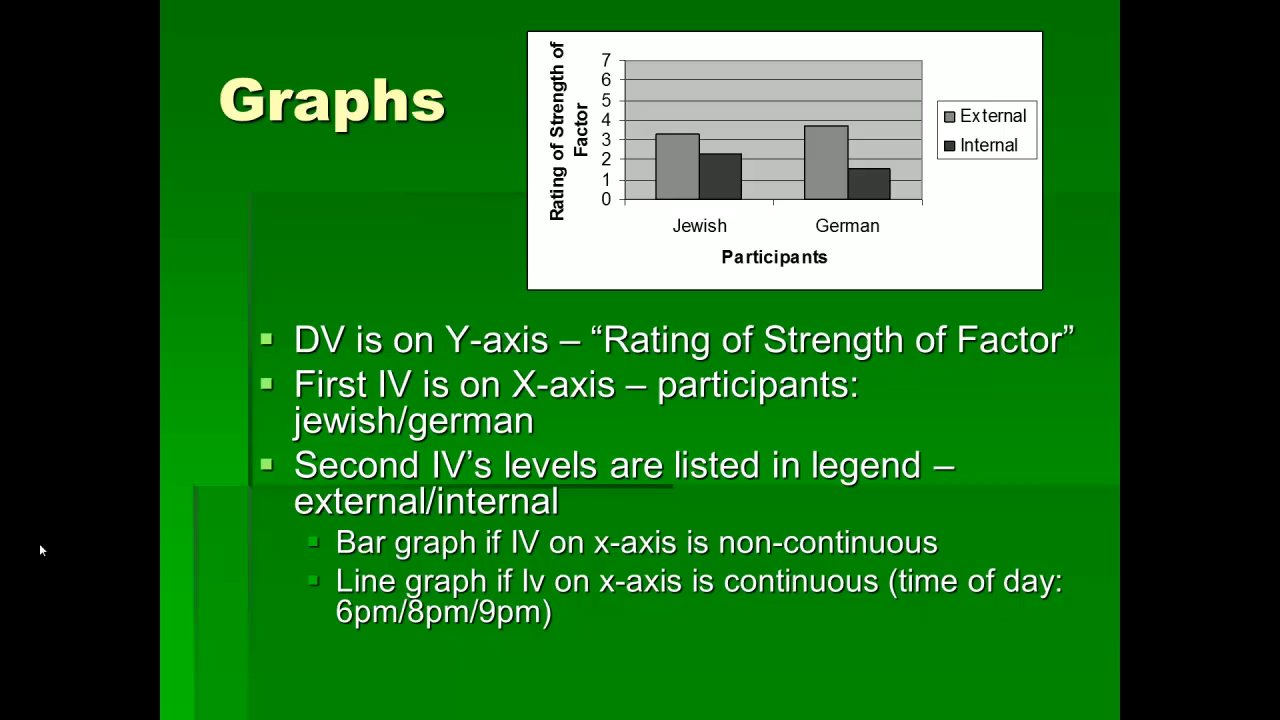 Graphs
Rating of Strength of
Factor
7
6
5
4
3
2
1
0
Jewish
German
Participants
External
Internal
DV is on Y-axis – “Rating of Strength of Factor”
First IV is on X-axis – participants:
jewish/german
Second IV’s levels are listed in legend –
external/internal
Bar graph if IV on x-axis is non-continuous
Line graph if Iv on x-axis is continuous (time of day:
6pm/8pm/9pm)